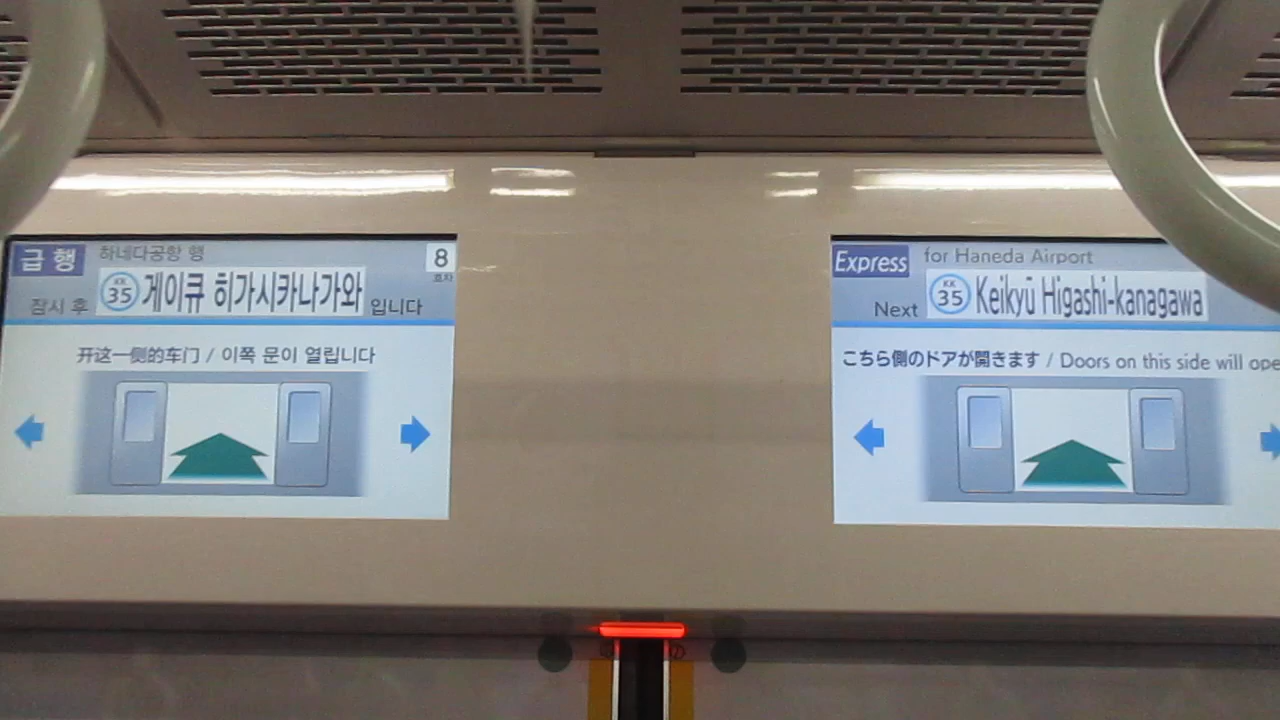 급행 하네다공항 행
8
호차
잠시 후 KK 35 게이큐 히가시카나가와 입니다
开这一侧的车门 / 이쪽 문이 열립니다
Express for Haneda Airport
Next KK 35 Keikyū Higashi-kanagawa
こちら側のドアが開きます / Doors on this side will ope